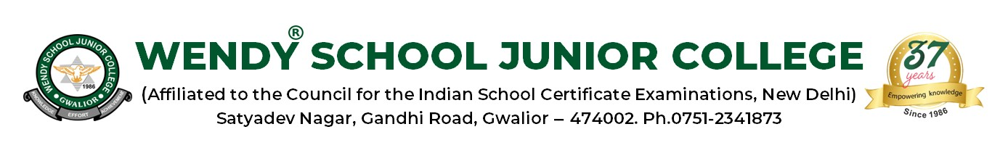 WENDY SCHOOL JUNIOR COLLEGE
1986
GWALIOR
KNOWLEDGE
EFFORT
ACHIEVEMENT
WENDY® SCHOOL JUNIOR COLLEGE
(Affiliated to the Council for the Indian School Certificate Examinations, New Delhi)
Satyadev Nagar, Gandhi Road, Gwalior – 474002. Ph.0751-2341873
37
years
Empowering knowledge
Since 1986